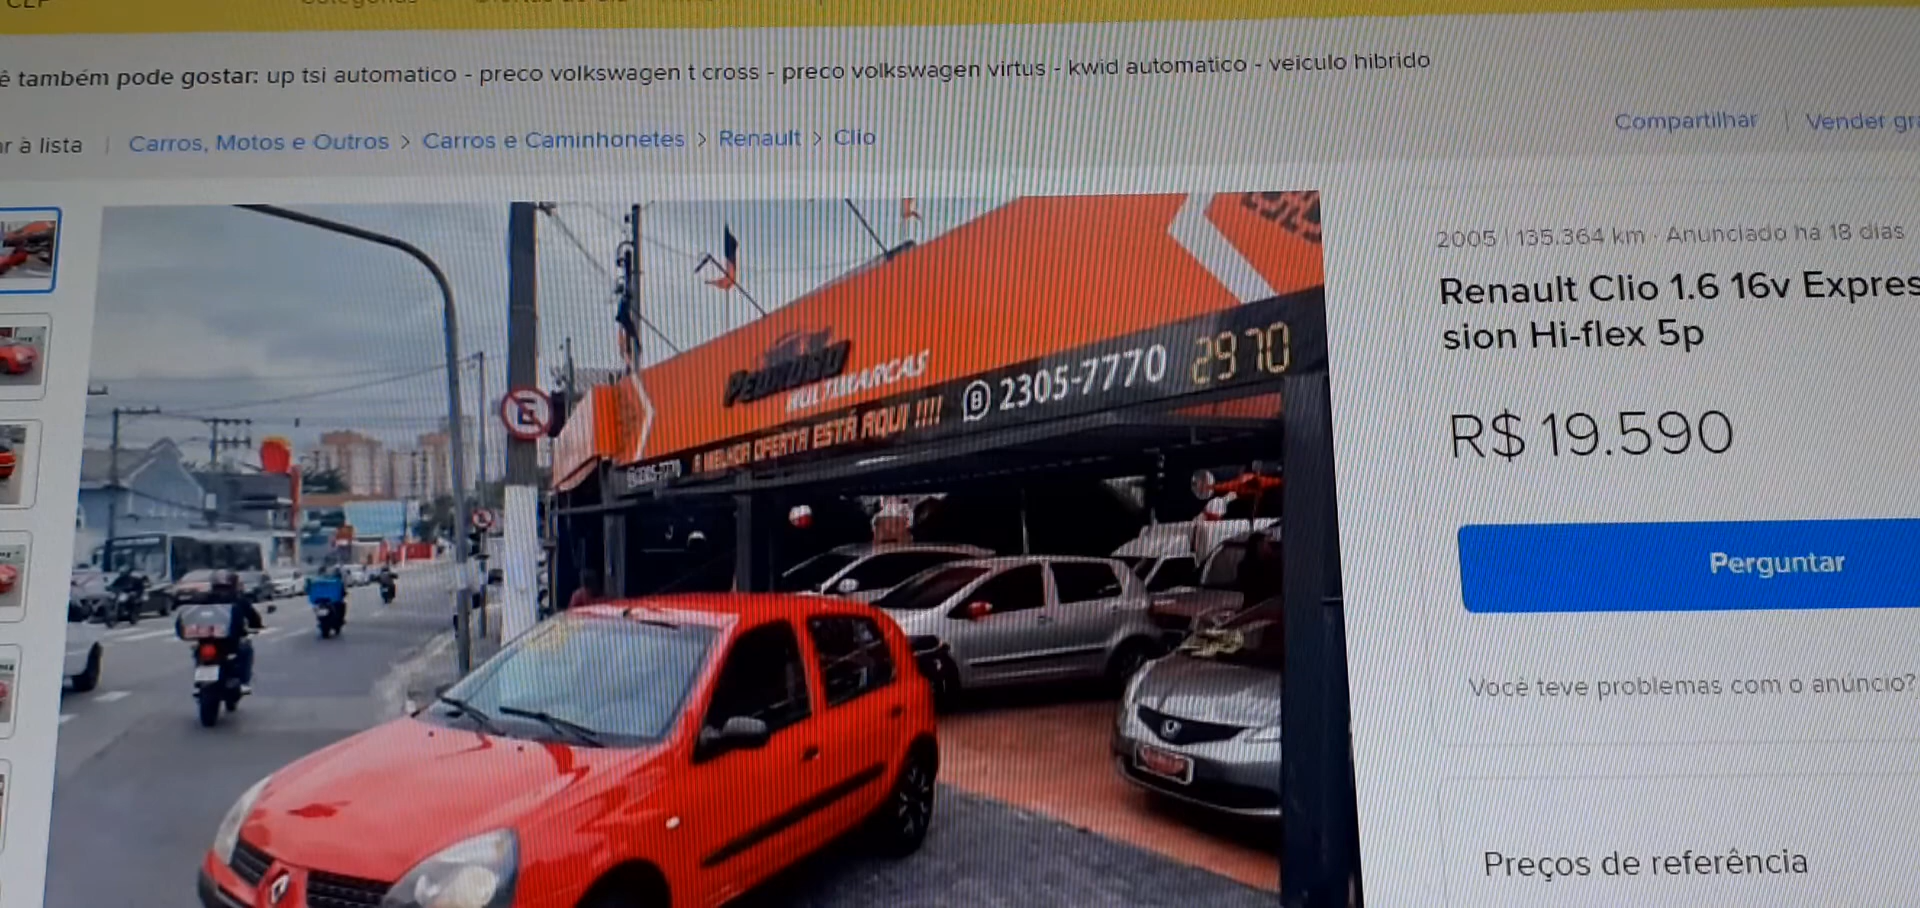 também pode gostar: up tsi automatico - preco volkswagen t cross - preco volkswagen virtus - kwid automatico - veiculo hibrido
à lista | Carros, Motos e Outros > Carros e Caminhonetes > Renault > Clio
Compartilhar | Vender
PEDROSO
MULTIMARCAS
A MELHOR OFERTA ESTÁ AQUI !!!!
2305-7770
2970
E
2005 | 135.364 km · Anunciado há 18 dias
Renault Clio 1.6 16v Expres
sion Hi-flex 5p
R$ 19.590
Perguntar
Você teve problemas com o anúncio?
Preços de referência